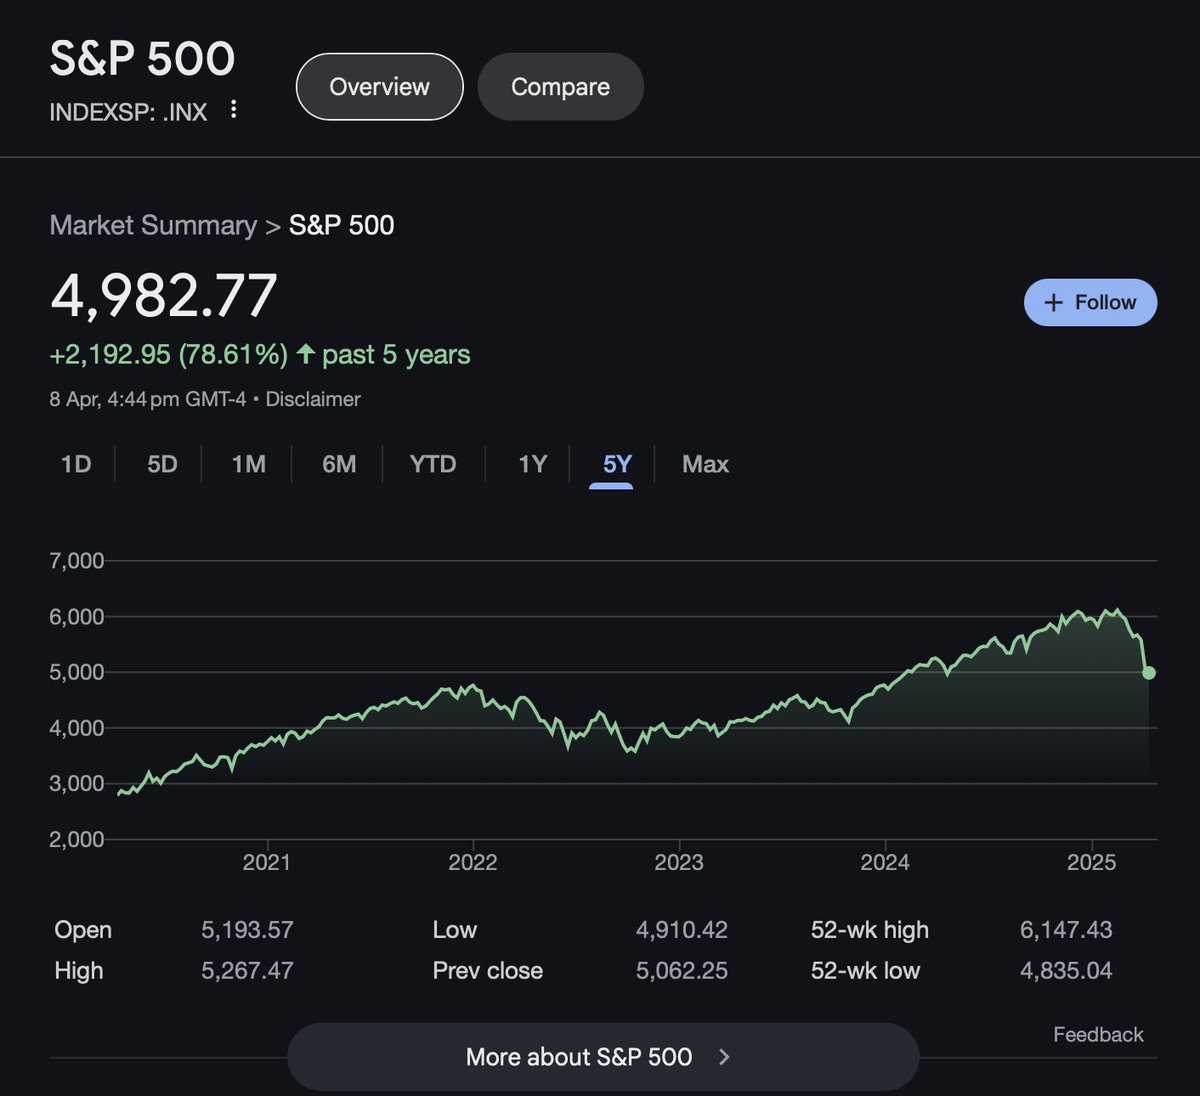 S&P 500
INDEXSP: .INX
Overview
Compare
Market Summary > S&P 500
4,982.77
+ Follow
+2,192.95 (78.61%) ↑ past 5 years
8 Apr, 4:44 pm GMT-4 • Disclaimer
1D 5D 1M 6M YTD 1Y 5Y Max
7,000
6,000
5,000
4,000
3,000
2,000
2021 2022 2023 2024 2025
Open 5,193.57 Low 4,910.42 52-wk high 6,147.43
High 5,267.47 Prev close 5,062.25 52-wk low 4,835.04
Feedback
More about S&P 500 >